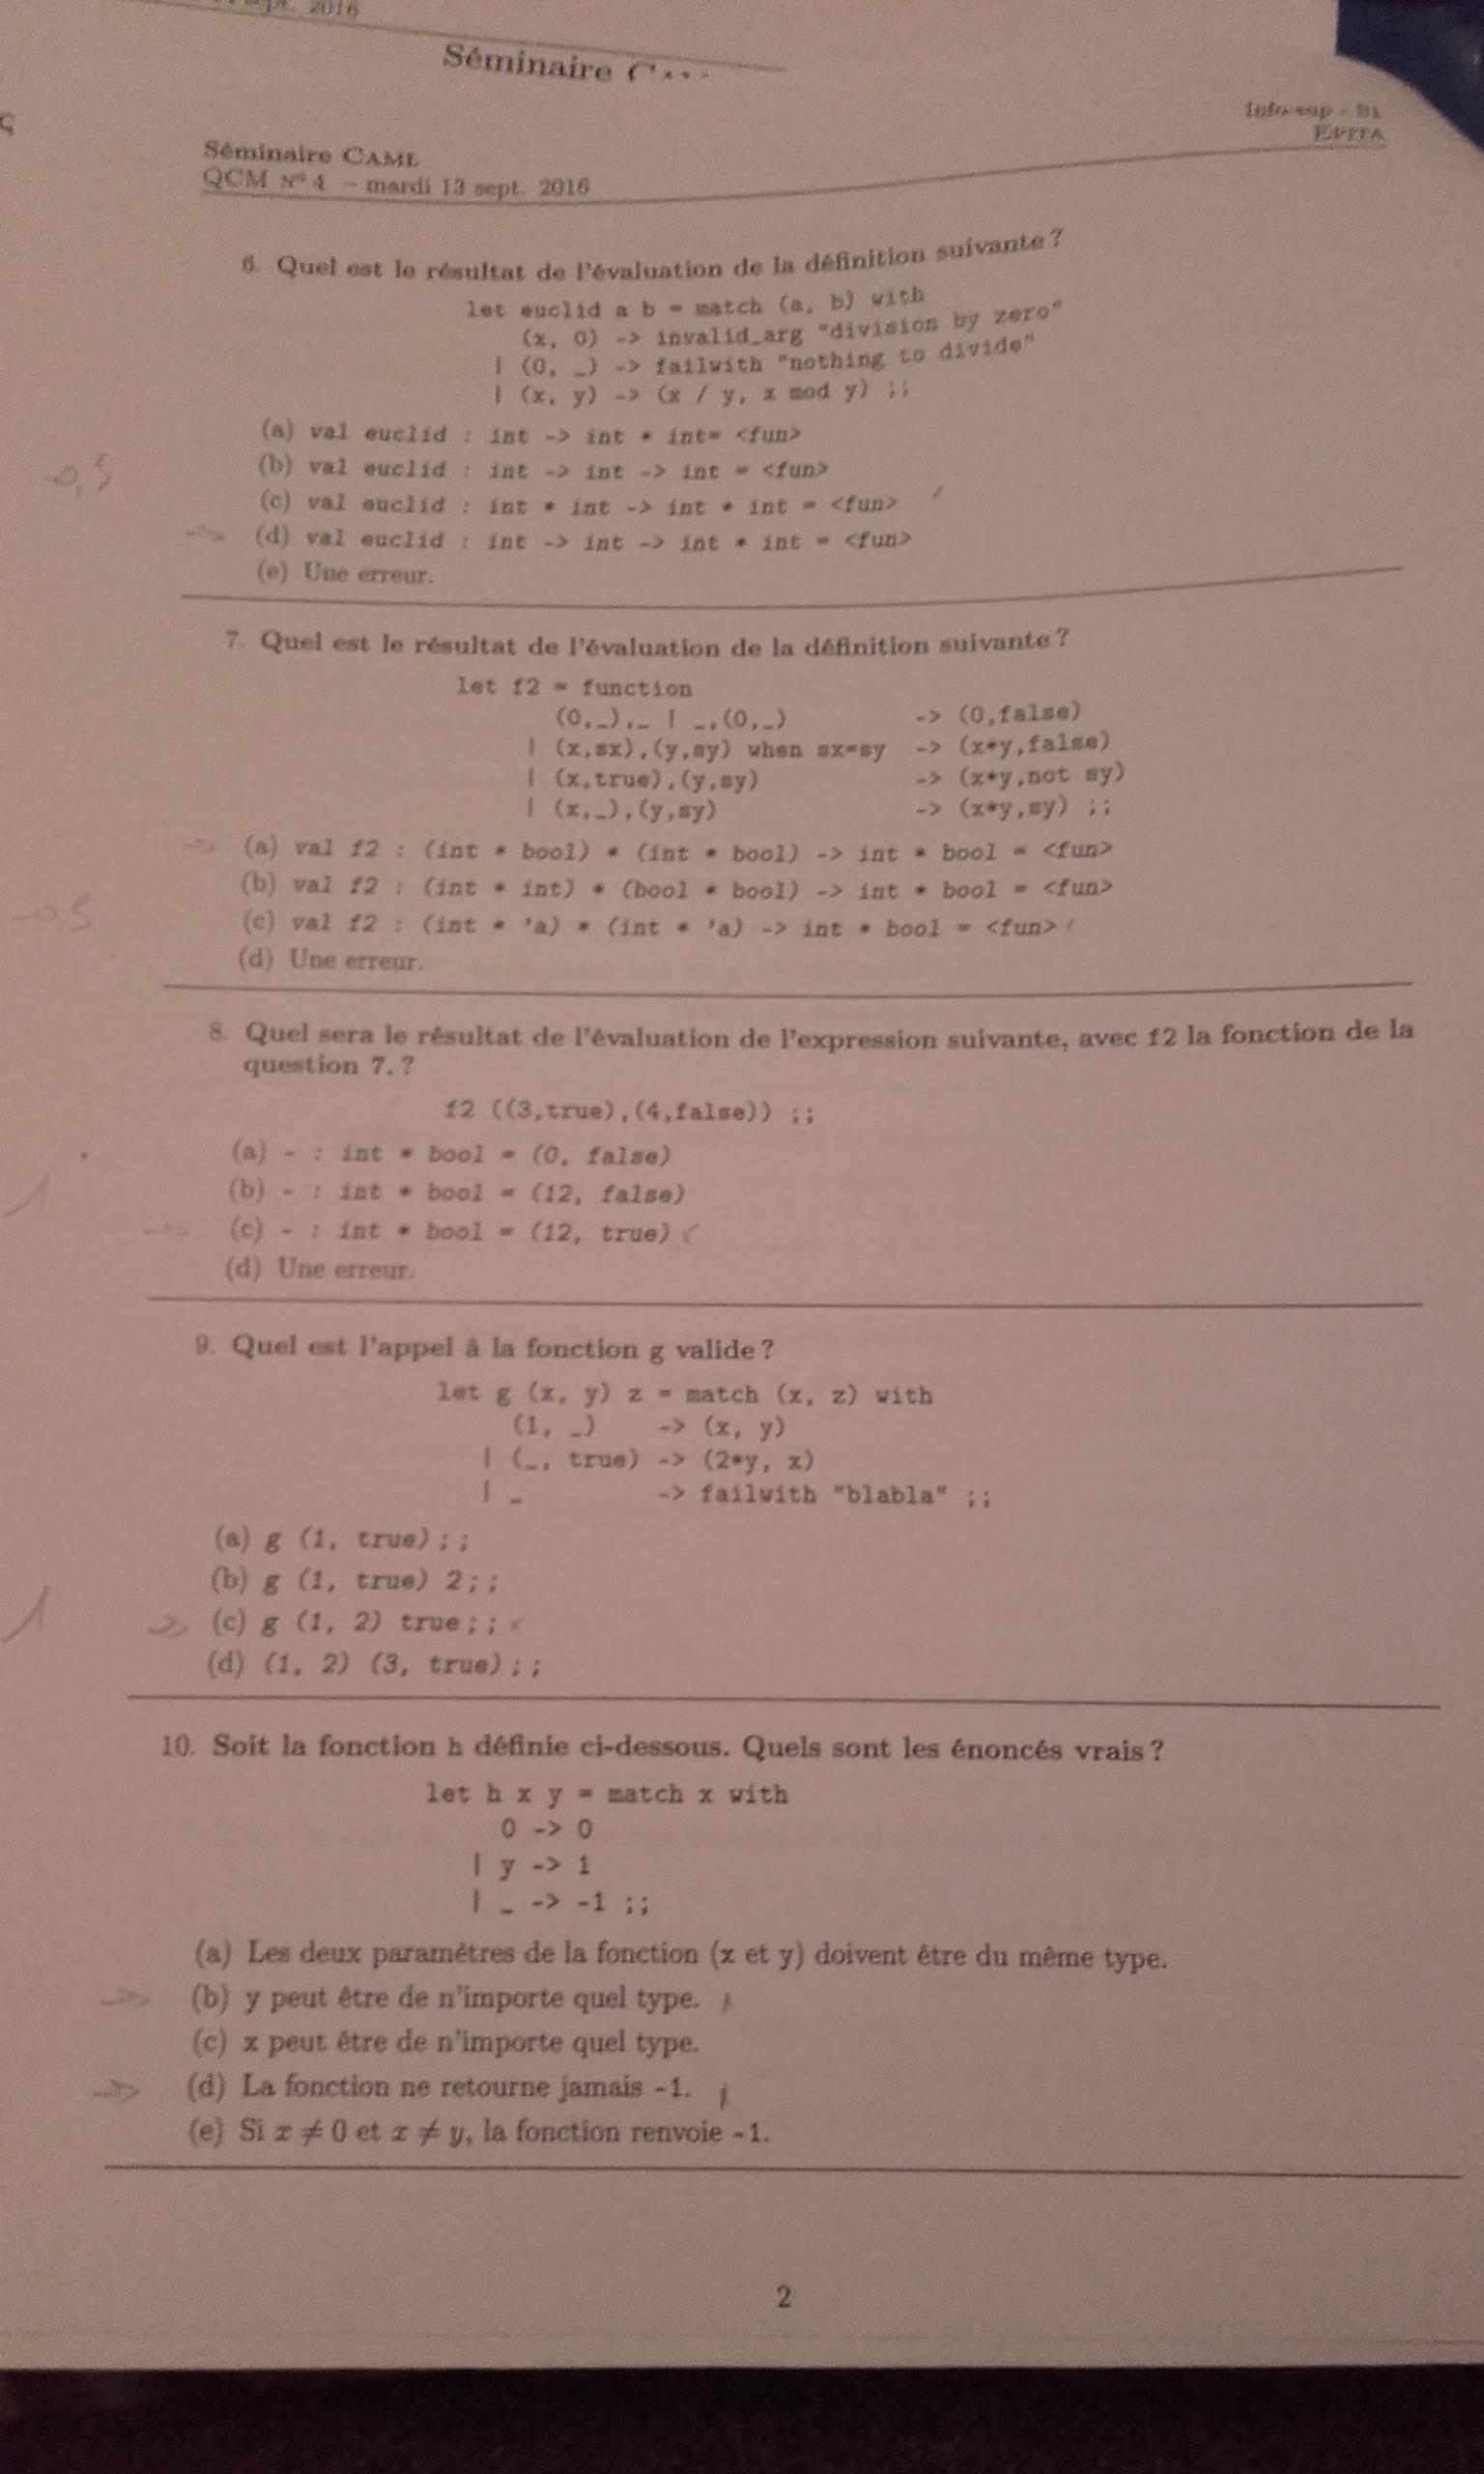 sept. 2016
Séminaire
Info-sup - S1
EPITA
Séminaire CAML
QCM N° 4 – mardi 13 sept. 2016
6. Quel est le résultat de l'évaluation de la définition suivante ?
let euclid a b = match (a, b) with
(x, 0) -> invalid_arg "division by zero"
| (0, _) -> failwith "nothing to divide"
| (x, y) -> (x / y, x mod y) ;;
(a) val euclid : int -> int * int= <fun>
(b) val euclid : int -> int -> int = <fun>
-0,5
(c) val euclid : int * int -> int * int = <fun>
(d) val euclid : int -> int -> int * int = <fun>
(e) Une erreur.
7. Quel est le résultat de l'évaluation de la définition suivante ?
let f2 = function
(0,_),_ | _,(0,_) -> (0,false)
| (x,sx),(y,sy) when sx=sy -> (x*y,false)
| (x,true),(y,sy) -> (x*y,not sy)
| (x,_),(y,sy) -> (x*y,sy) ;;
(a) val f2 : (int * bool) * (int * bool) -> int * bool = <fun>
(b) val f2 : (int * int) * (bool * bool) -> int * bool = <fun>
-0,5
(c) val f2 : (int * 'a) * (int * 'a) -> int * bool = <fun>
(d) Une erreur.
8. Quel sera le résultat de l'évaluation de l'expression suivante, avec f2 la fonction de la
question 7. ?
f2 ((3,true),(4,false)) ;;
(a) - : int * bool = (0, false)
(b) - : int * bool = (12, false)
1
(c) - : int * bool = (12, true)
(d) Une erreur.
9. Quel est l'appel à la fonction g valide ?
let g (x, y) z = match (x, z) with
(1, _) -> (x, y)
| (_, true) -> (2*y, x)
| _ -> failwith "blabla" ;;
(a) g (1, true);;
(b) g (1, true) 2;;
1
(c) g (1, 2) true;;
(d) (1, 2) (3, true);;
10. Soit la fonction h définie ci-dessous. Quels sont les énoncés vrais ?
let h x y = match x with
0 -> 0
| y -> 1
| _ -> -1 ;;
(a) Les deux paramètres de la fonction (x et y) doivent être du même type.
(b) y peut être de n'importe quel type.
(c) x peut être de n'importe quel type.
(d) La fonction ne retourne jamais -1.
(e) Si x ≠ 0 et x ≠ y, la fonction renvoie -1.
2